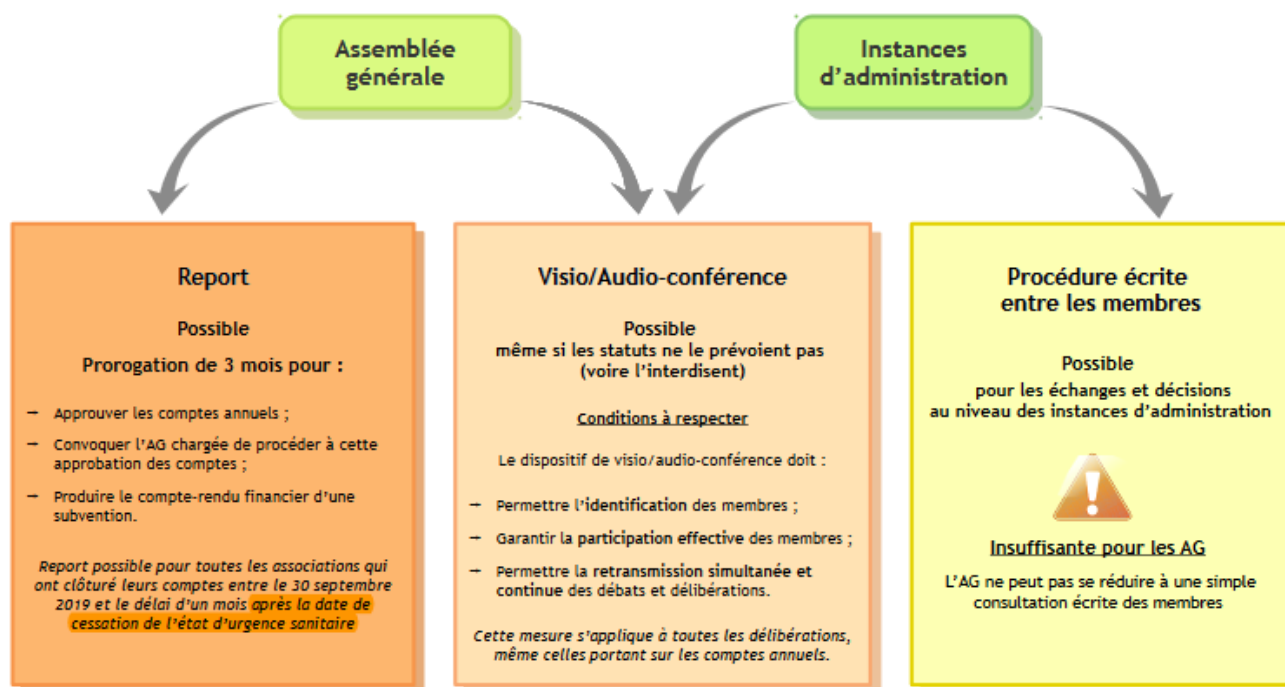 Assemblée
générale
Instances
d'administration
Report
Possible
Prorogation de 3 mois pour :
→ Approuver les comptes annuels ;
→ Convoquer l'AG chargée de procéder à cette
approbation des comptes ;
→ Produire le compte-rendu financier d'une
subvention.
Report possible pour toutes les associations qui
ont clôturé leurs comptes entre le 30 septembre
2019 et le délai d'un mois après la date de
cessation de l'état d'urgence sanitaire
Visio/Audio-conférence
Possible
même si les statuts ne le prévoient pas
(voire l'interdisent)
Conditions à respecter
Le dispositif de visio/audio-conférence doit :
→ Permettre l'identification des membres ;
→ Garantir la participation effective des membres ;
→ Permettre la retransmission simultanée et
continue des débats et délibérations.
Cette mesure s'applique à toutes les délibérations,
même celles portant sur les comptes annuels.
Procédure écrite
entre les membres
Possible
pour les échanges et décisions
au niveau des instances d'administration
Insuffisante pour les AG
L'AG ne peut pas se réduire à une simple
consultation écrite des membres